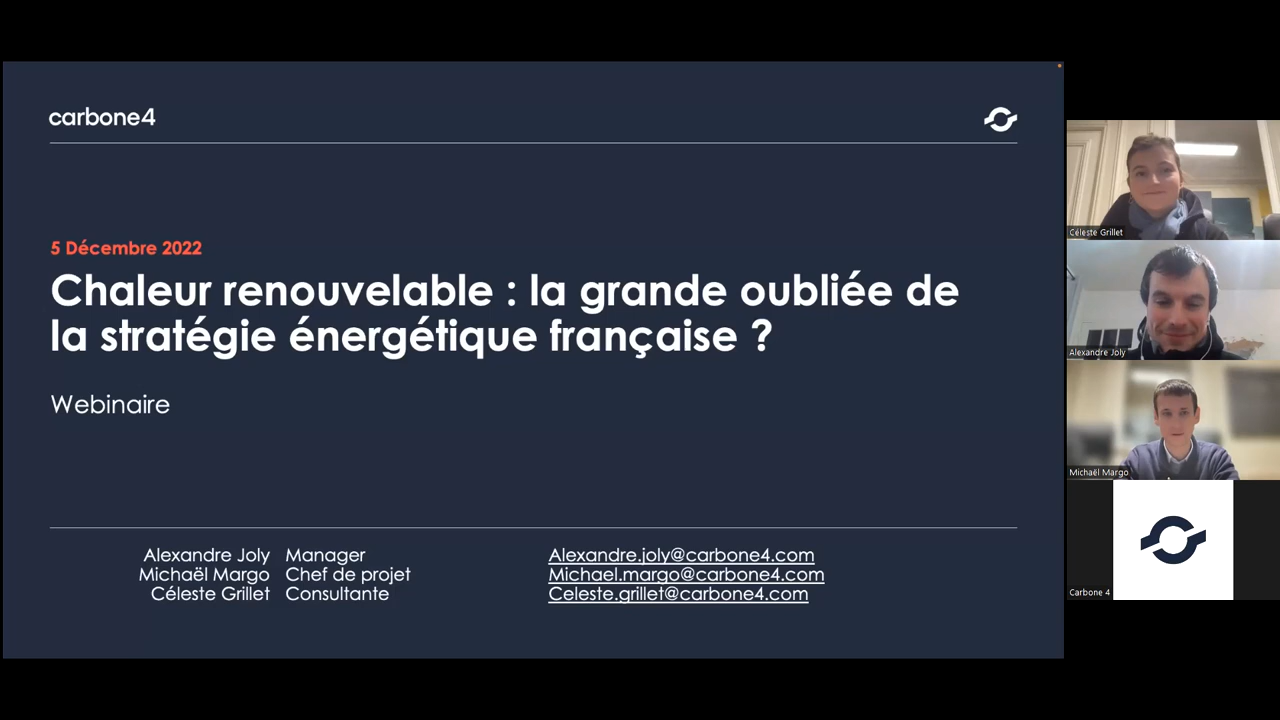 carbone4
5 Décembre 2022
Chaleur renouvelable : la grande oubliée de
la stratégie énergétique française ?
Webinaire
Alexandre Joly Manager Alexandre.joly@carbone4.com
Michaël Margo Chef de projet Michael.margo@carbone4.com
Céleste Grillet Consultante Celeste.grillet@carbone4.com
Céleste Grillet
Alexandre Joly
Michaël Margo
Carbone 4